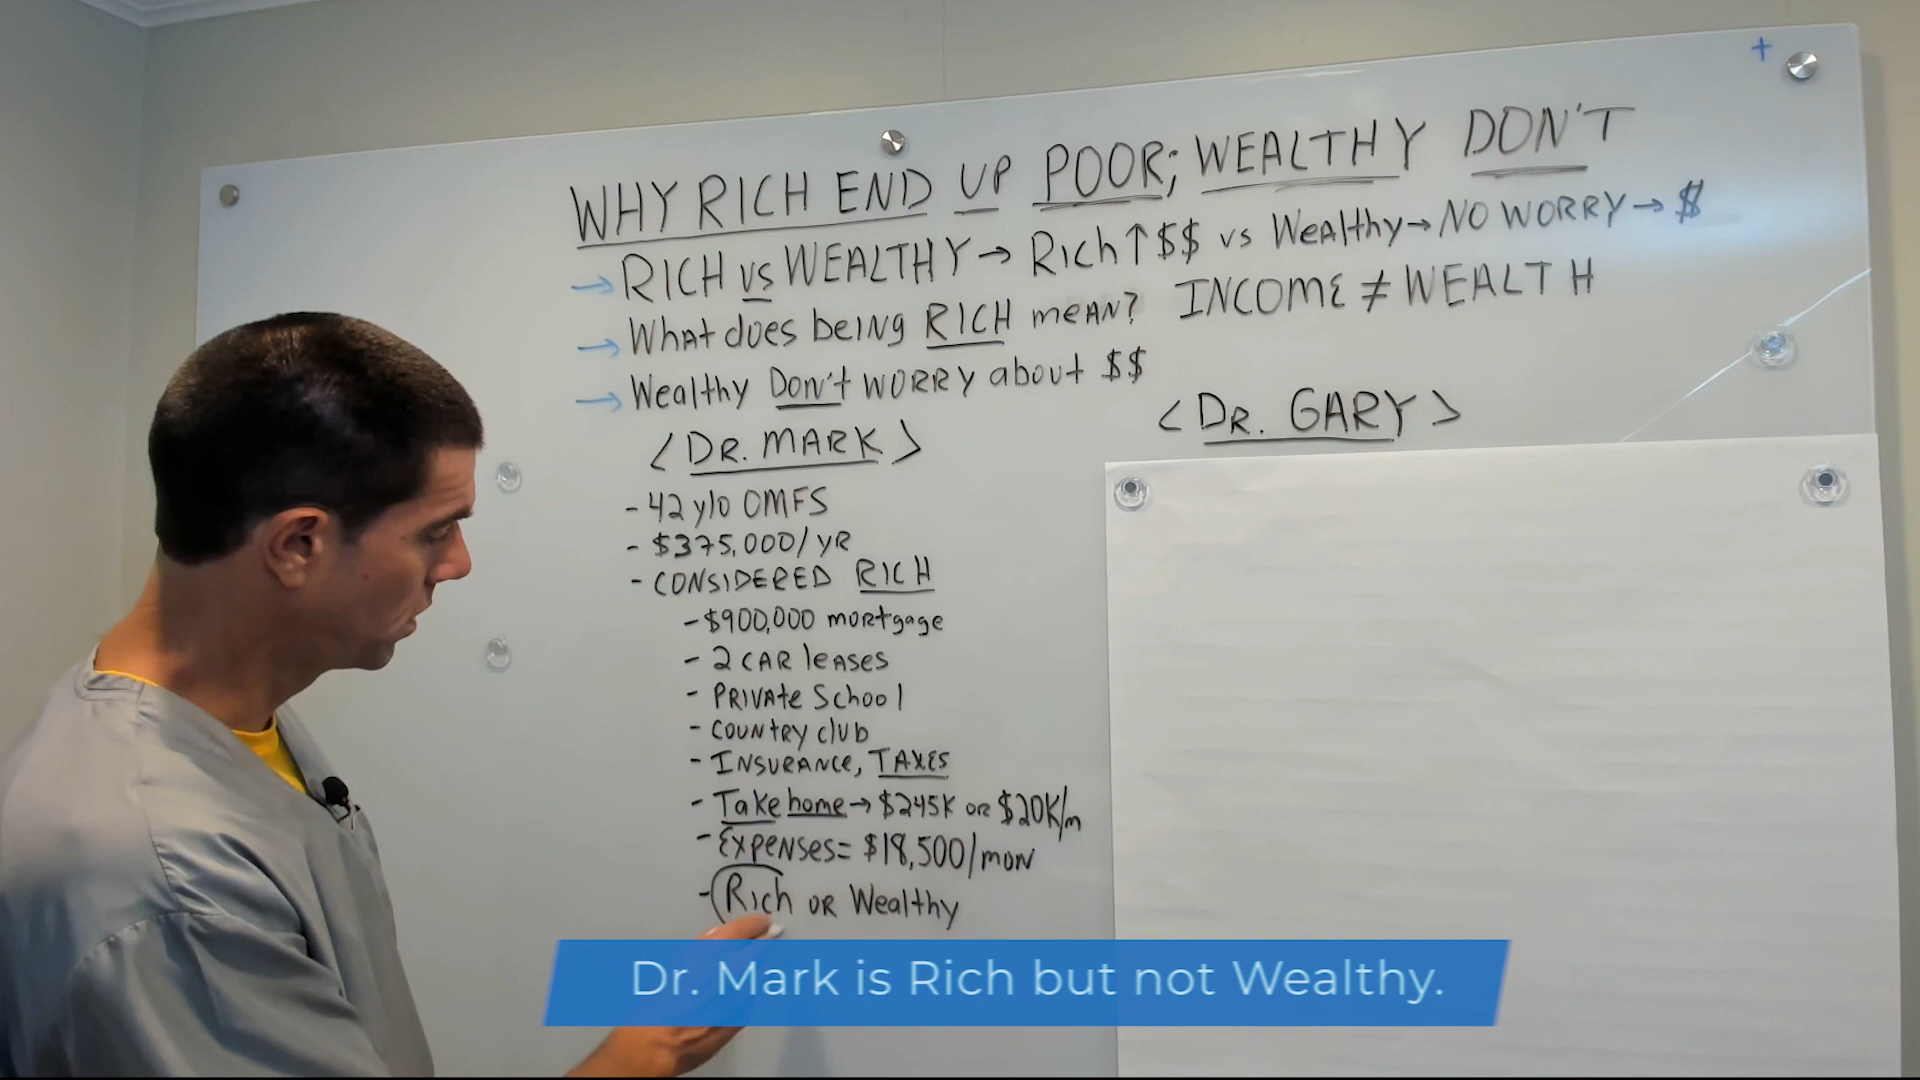 +
WHY RICH END UP POOR; WEALTHY DON'T
→ RICH vs WEALTHY → Rich ↑ $$ vs Wealthy → NO WORRY → $
→ What does being RICH mean? INCOME ≠ WEALTH
→ Wealthy Don't WORRY about $$
< DR. MARK >
- 42 y/o OMFS
- $375,000/YR
- CONSIDERED RICH
- $900,000 mortgage
- 2 CAR leases
- PRIVAte School
- COUNTRY club
- INSURANCE, TAXES
- Take home → $245K or $20K/m
- Expenses = $18,500/mon
- Rich OR Wealthy
< DR. GARY >
Dr. Mark is Rich but not Wealthy.